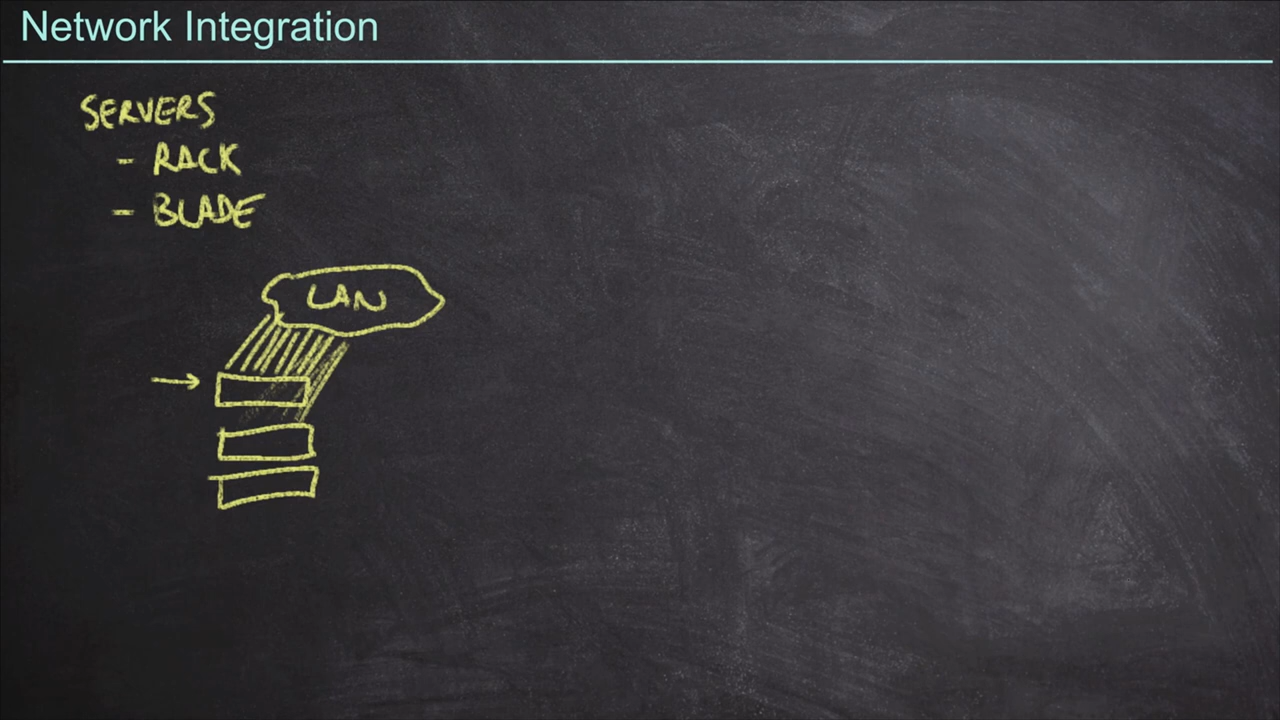 Network Integration
SERVERS
- RACK
- BLADE
LAN